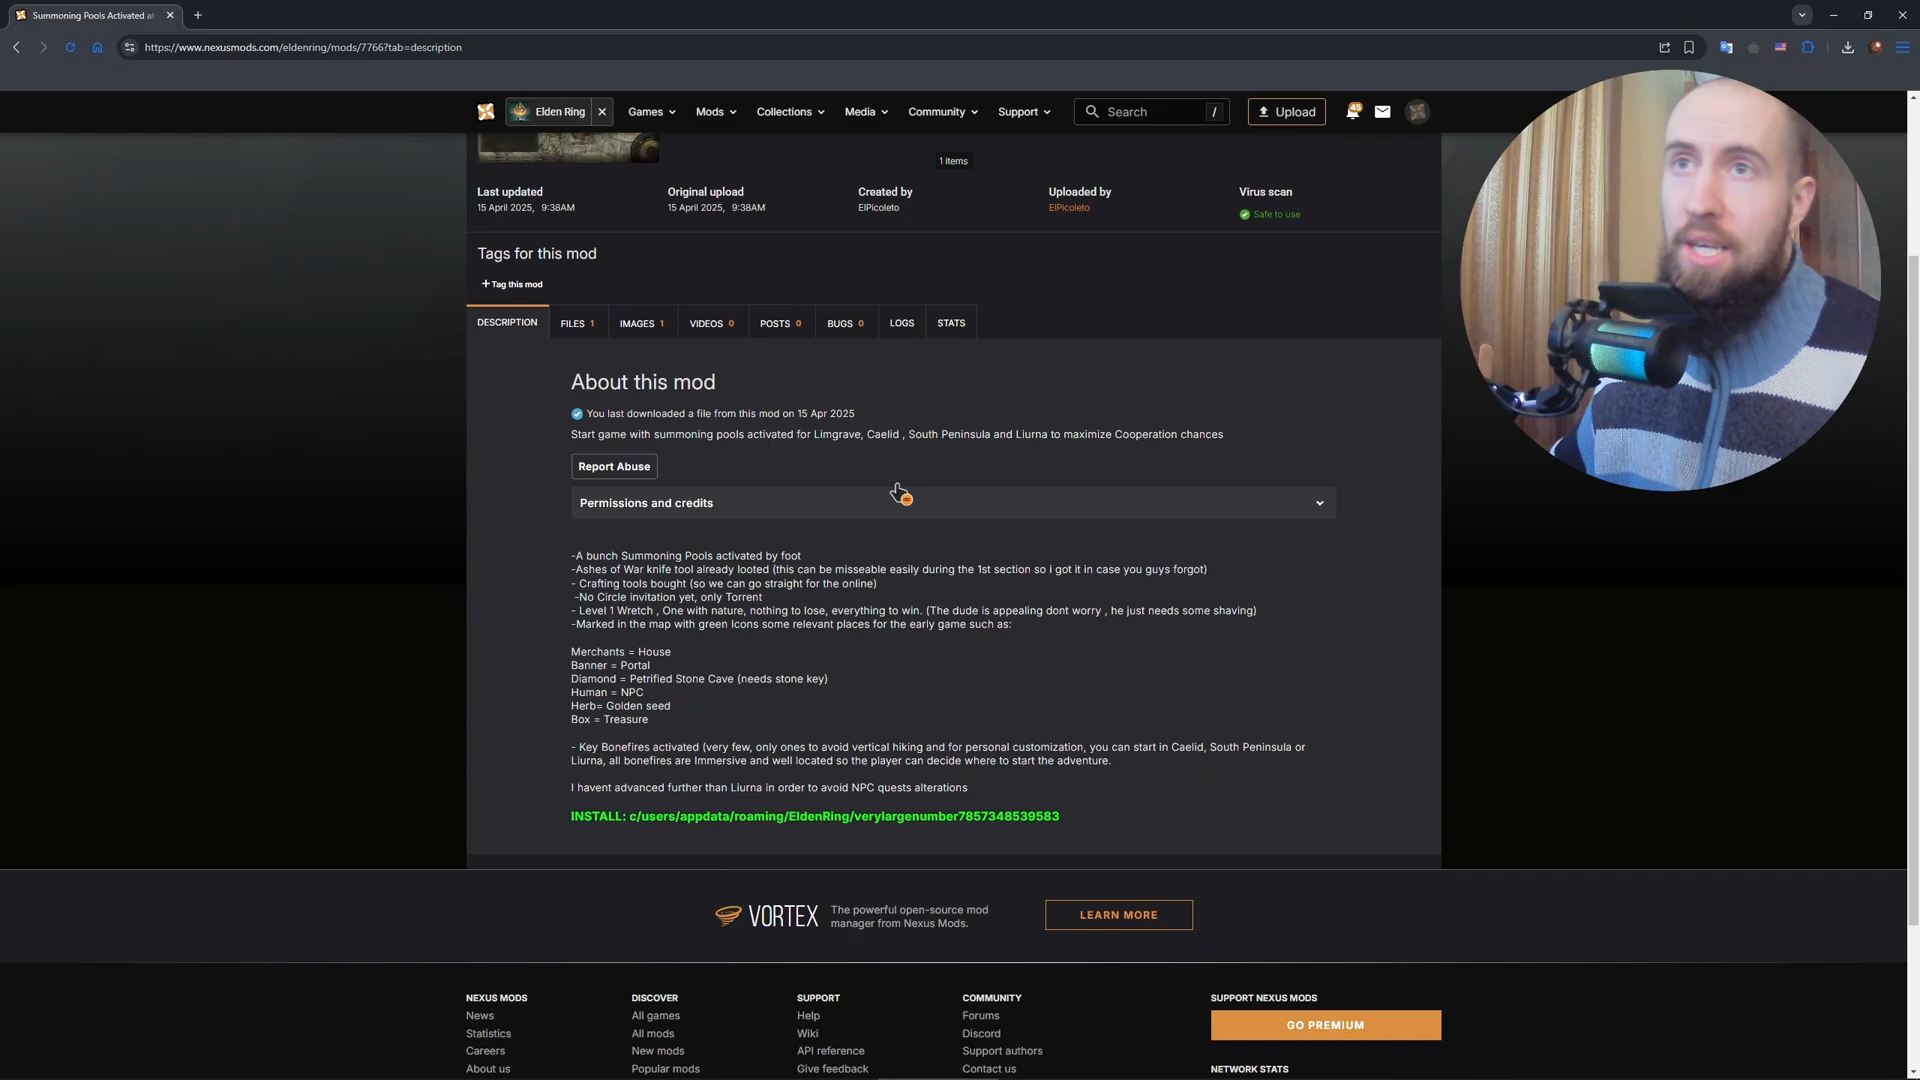 Summoning Pools Activated at
https://www.nexusmods.com/eldenring/mods/7766?tab=description
Elden Ring
Games
Mods
Collections
Media
Community
Support
Search
/
Upload
45
1 items
Last updated
15 April 2025, 9:38AM
Original upload
15 April 2025, 9:38AM
Created by
ElPicoleto
Uploaded by
ElPicoleto
Virus scan
Safe to use
Tags for this mod
+ Tag this mod
DESCRIPTION
FILES 1
IMAGES 1
VIDEOS 0
POSTS 0
BUGS 0
LOGS
STATS
About this mod
You last downloaded a file from this mod on 15 Apr 2025
Start game with summoning pools activated for Limgrave, Caelid , South Peninsula and Liurna to maximize Cooperation chances
Report Abuse
Permissions and credits
-A bunch Summoning Pools activated by foot
-Ashes of War knife tool already looted (this can be misseable easily during the 1st section so i got it in case you guys forgot)
- Crafting tools bought (so we can go straight for the online)
-No Circle invitation yet, only Torrent
- Level 1 Wretch , One with nature, nothing to lose, everything to win. (The dude is appealing dont worry , he just needs some shaving)
-Marked in the map with green Icons some relevant places for the early game such as:
Merchants = House
Banner = Portal
Diamond = Petrified Stone Cave (needs stone key)
Human = NPC
Herb= Golden seed
Box = Treasure
- Key Bonefires activated (very few, only ones to avoid vertical hiking and for personal customization, you can start in Caelid, South Peninsula or
Liurna, all bonefires are Immersive and well located so the player can decide where to start the adventure.
I havent advanced further than Liurna in order to avoid NPC quests alterations
INSTALL: c/users/appdata/roaming/EldenRing/verylargenumber7857348539583
VORTEX
The powerful open-source mod
manager from Nexus Mods.
LEARN MORE
NEXUS MODS
News
Statistics
Careers
About us
DISCOVER
All games
All mods
New mods
Popular mods
SUPPORT
Help
Wiki
API reference
Give feedback
COMMUNITY
Forums
Discord
Support authors
Contact us
SUPPORT NEXUS MODS
GO PREMIUM
NETWORK STATS